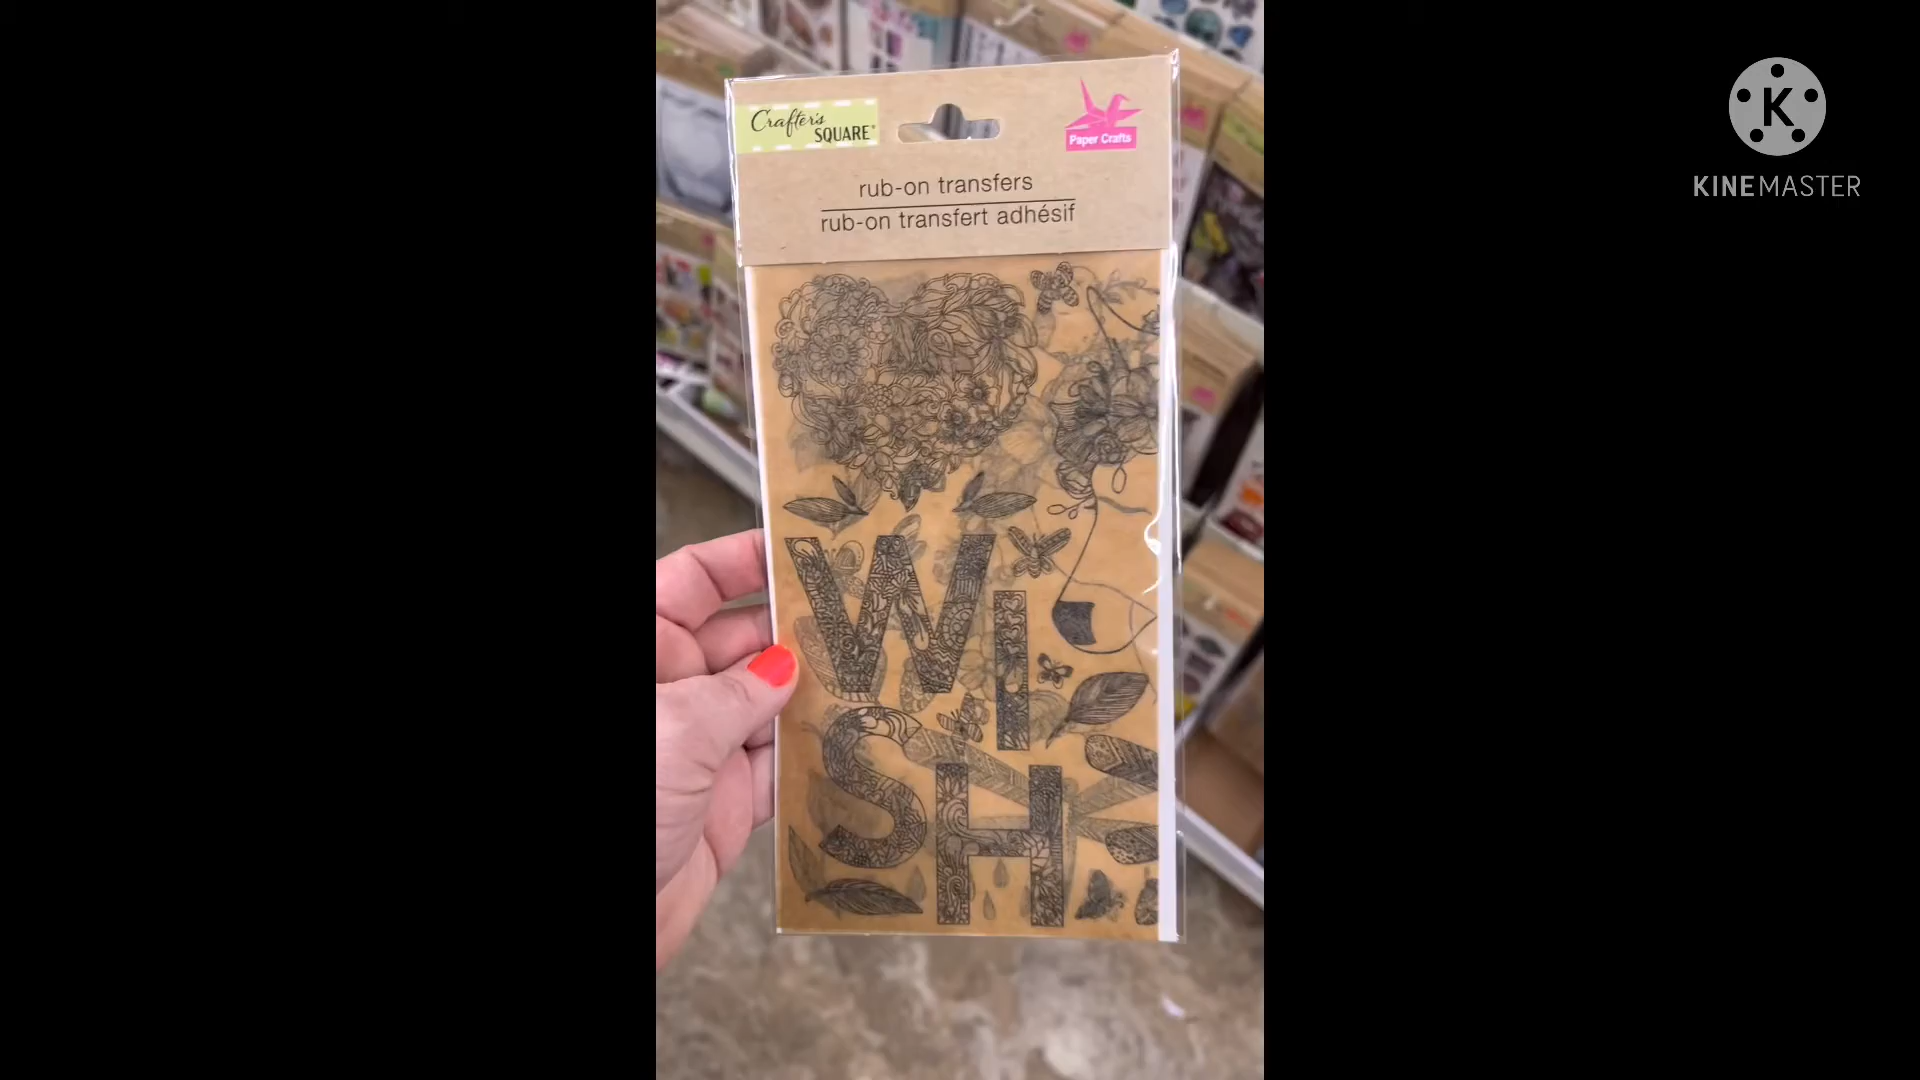 Crafter's
SQUARE®
Paper Crafts
rub-on transfers
rub-on transfert adhésif
WI
SH
KINEMASTER